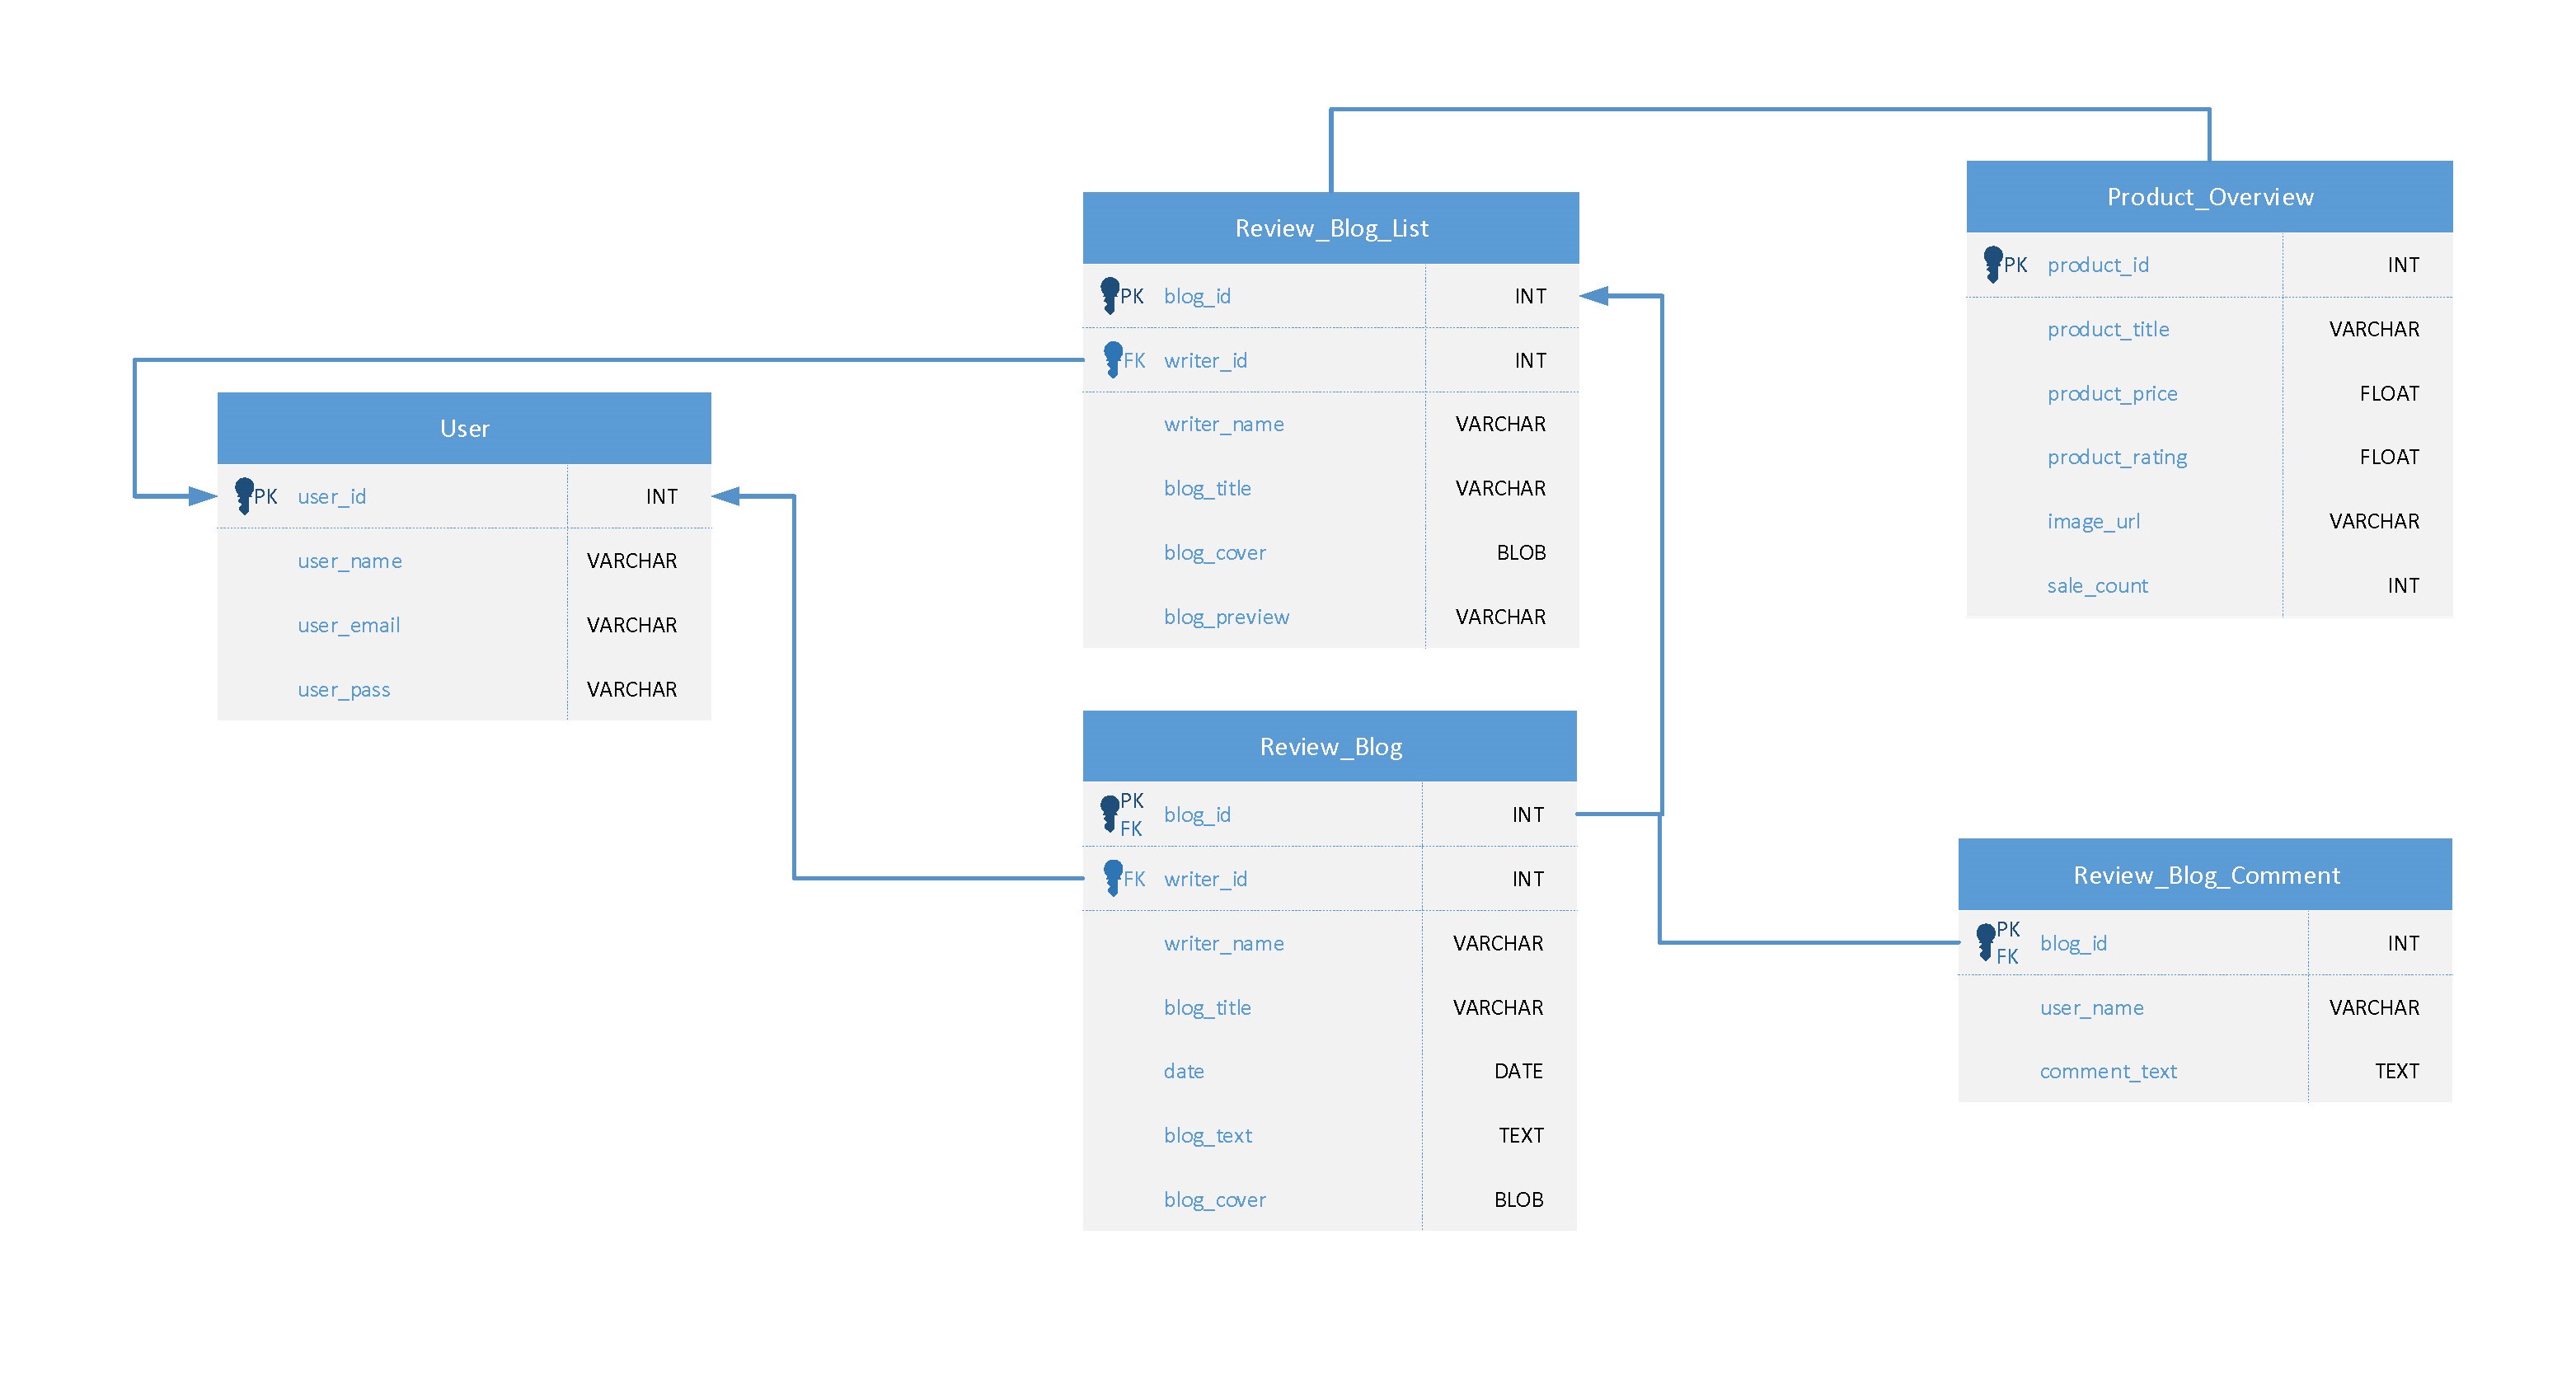 Review_Blog_List
PK blog_id INT
FK writer_id INT
writer_name VARCHAR
blog_title VARCHAR
blog_cover BLOB
blog_preview VARCHAR
Product_Overview
PK product_id INT
product_title VARCHAR
product_price FLOAT
product_rating FLOAT
image_url VARCHAR
sale_count INT
User
PK user_id INT
user_name VARCHAR
user_email VARCHAR
user_pass VARCHAR
Review_Blog
PK
FK blog_id INT
FK writer_id INT
writer_name VARCHAR
blog_title VARCHAR
date DATE
blog_text TEXT
blog_cover BLOB
Review_Blog_Comment
PK
FK blog_id INT
user_name VARCHAR
comment_text TEXT